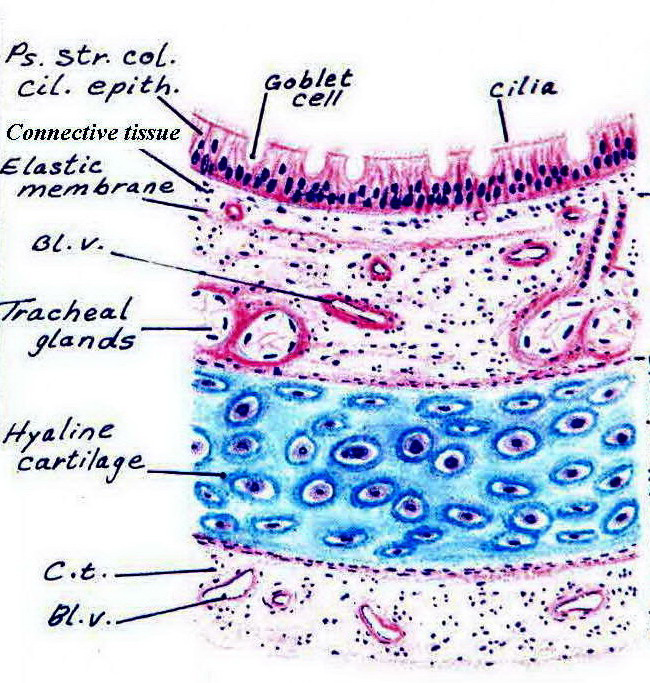 Ps. str. col.
cil. epith.
Goblet
cell
cilia
Connective tissue
Elastic
membrane
Bl.v.
Tracheal
glands
Hyaline
cartilage
C.t.
Bl.v.